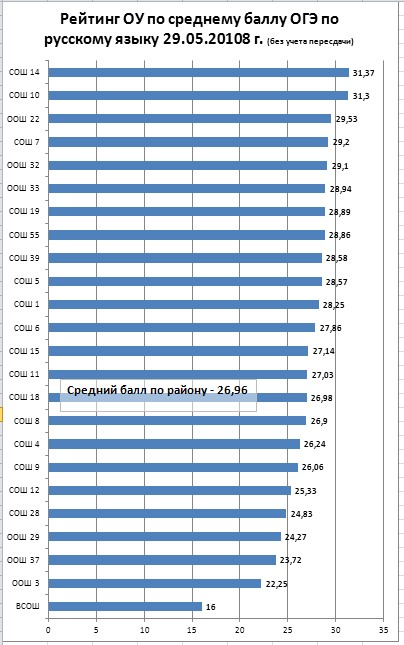 Рейтинг ОУ по среднему баллу ОГЭ по
русскому языку 29.05.20108 г. (без учета пересдачи)
СОШ 14 31,37
СОШ 10 31,3
ООШ 22 29,53
СОШ 7 29,2
ООШ 32 29,1
ООШ 33 28,94
СОШ 19 28,89
СОШ 55 28,86
СОШ 39 28,58
СОШ 5 28,57
СОШ 1 28,25
СОШ 6 27,86
СОШ 15 27,14
СОШ 11 27,03
Средний балл по району - 26,96
СОШ 18 26,98
СОШ 8 26,9
СОШ 4 26,24
СОШ 9 26,06
СОШ 12 25,33
СОШ 28 24,83
ООШ 29 24,27
ООШ 37 23,72
ООШ 3 22,25
ВСОШ 16
0 5 10 15 20 25 30 35